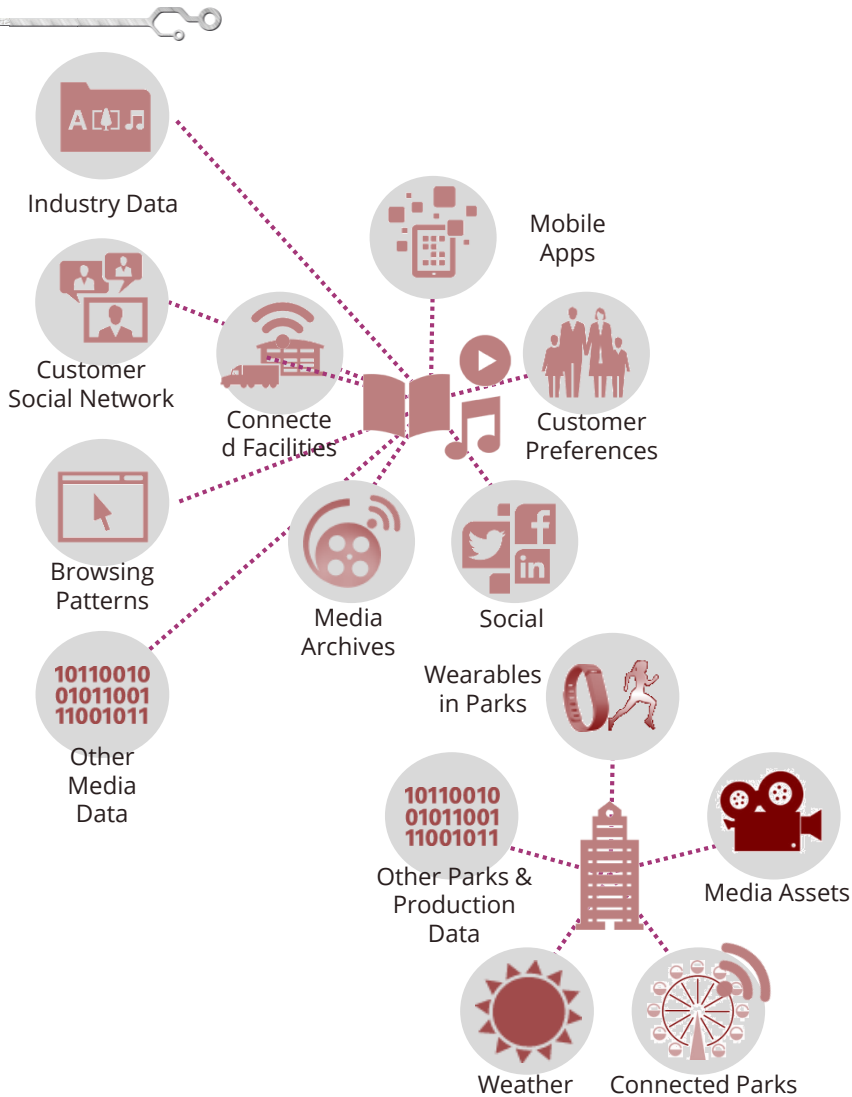 A
Industry Data
Mobile
Apps
Customer
Social Network
Connecte
d Facilities
Customer
Preferences
Browsing
Patterns
f
in
Media
Archives
Social
10110010
01011001
11001011
Other
Media
Data
Wearables
in Parks
10110010
01011001
11001011
Other Parks &
Production
Data
Media Assets
Weather
Connected Parks